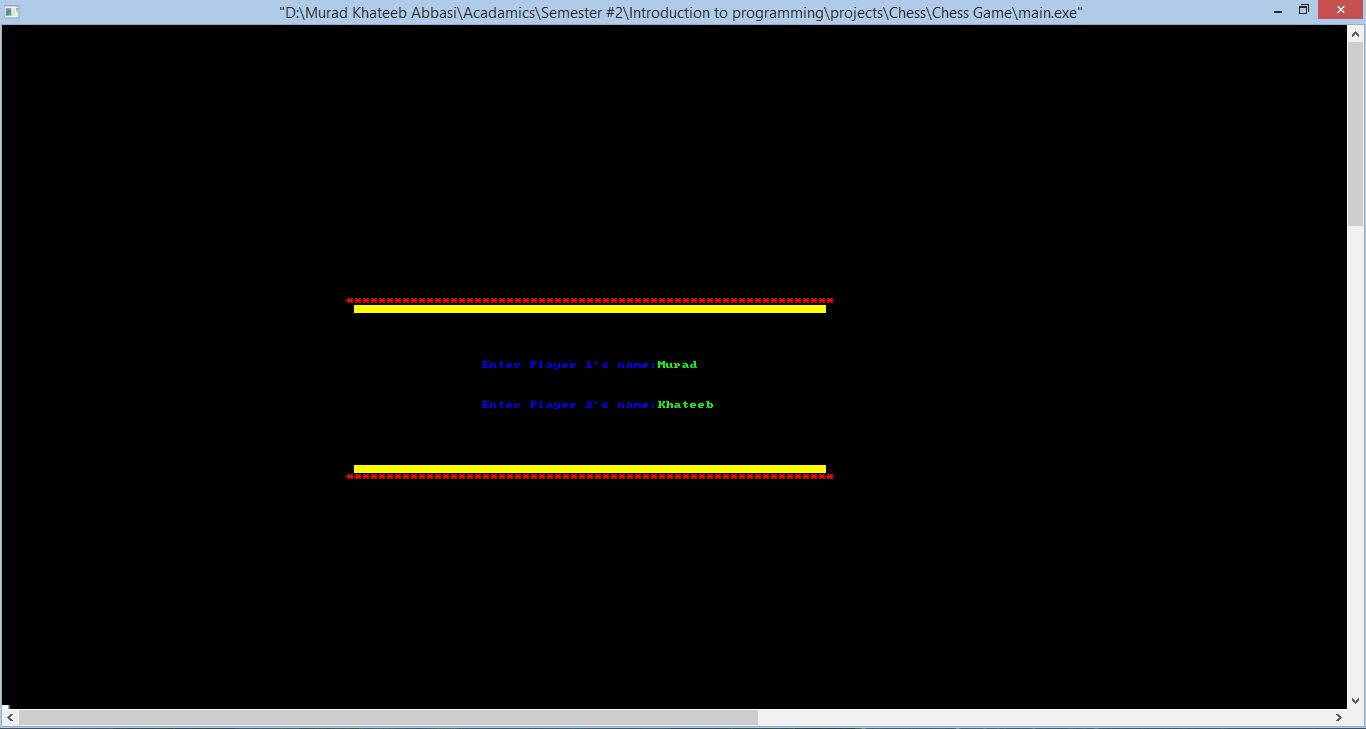 "D:\Murad Khateeb Abbasi\Acadamics\Semester #2\Introduction to programming\projects\Chess\Chess Game\main.exe"
*************************************************************
Enter Player 1's name:Murad
Enter Player 2's name:Khateeb
*************************************************************